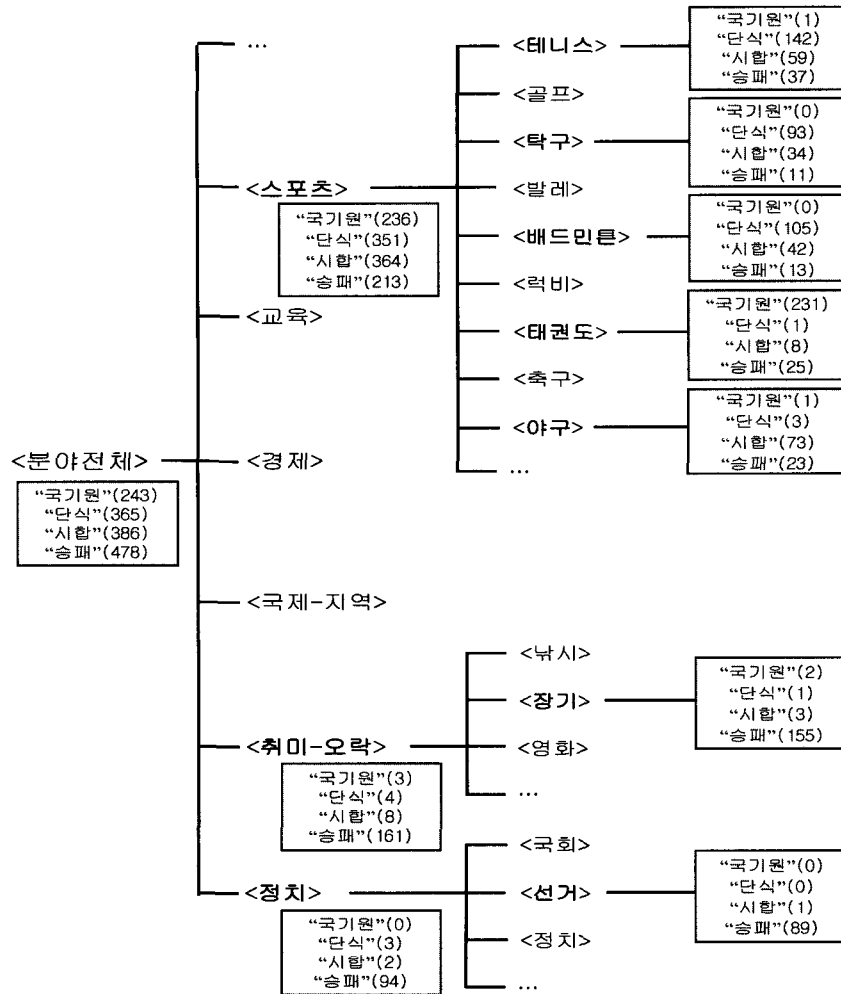 ...
<스포츠>
"국기원"(236)
"단식"(351)
"시합"(364)
"승패"(213)
<테니스>
"국기원"(1)
"단식"(142)
"시합"(59)
"승패"(37)
<골프>
<탁구>
"국기원"(0)
"단식"(93)
"시합"(34)
"승패"(11)
<발레>
<배드민튼>
"국기원"(0)
"단식"(105)
"시합"(42)
"승패"(13)
<럭비>
<태권도>
"국기원"(231)
"단식"(1)
"시합"(8)
"승패"(25)
<축구>
<야구>
"국기원"(1)
"단식"(3)
"시합"(73)
"승패"(23)
...
<교육>
<분야전체>
"국기원"(243)
"단식"(365)
"시합"(386)
"승패"(478)
<경제>
<국제-지역>
<취미-오락>
"국기원"(3)
"단식"(4)
"시합"(8)
"승패"(161)
<낚시>
<장기>
"국기원"(2)
"단식"(1)
"시합"(3)
"승패"(155)
<영화>
...
<정치>
"국기원"(0)
"단식"(3)
"시합"(2)
"승패"(94)
<국회>
<선거>
"국기원"(0)
"단식"(0)
"시합"(1)
"승패"(89)
<정치>
...